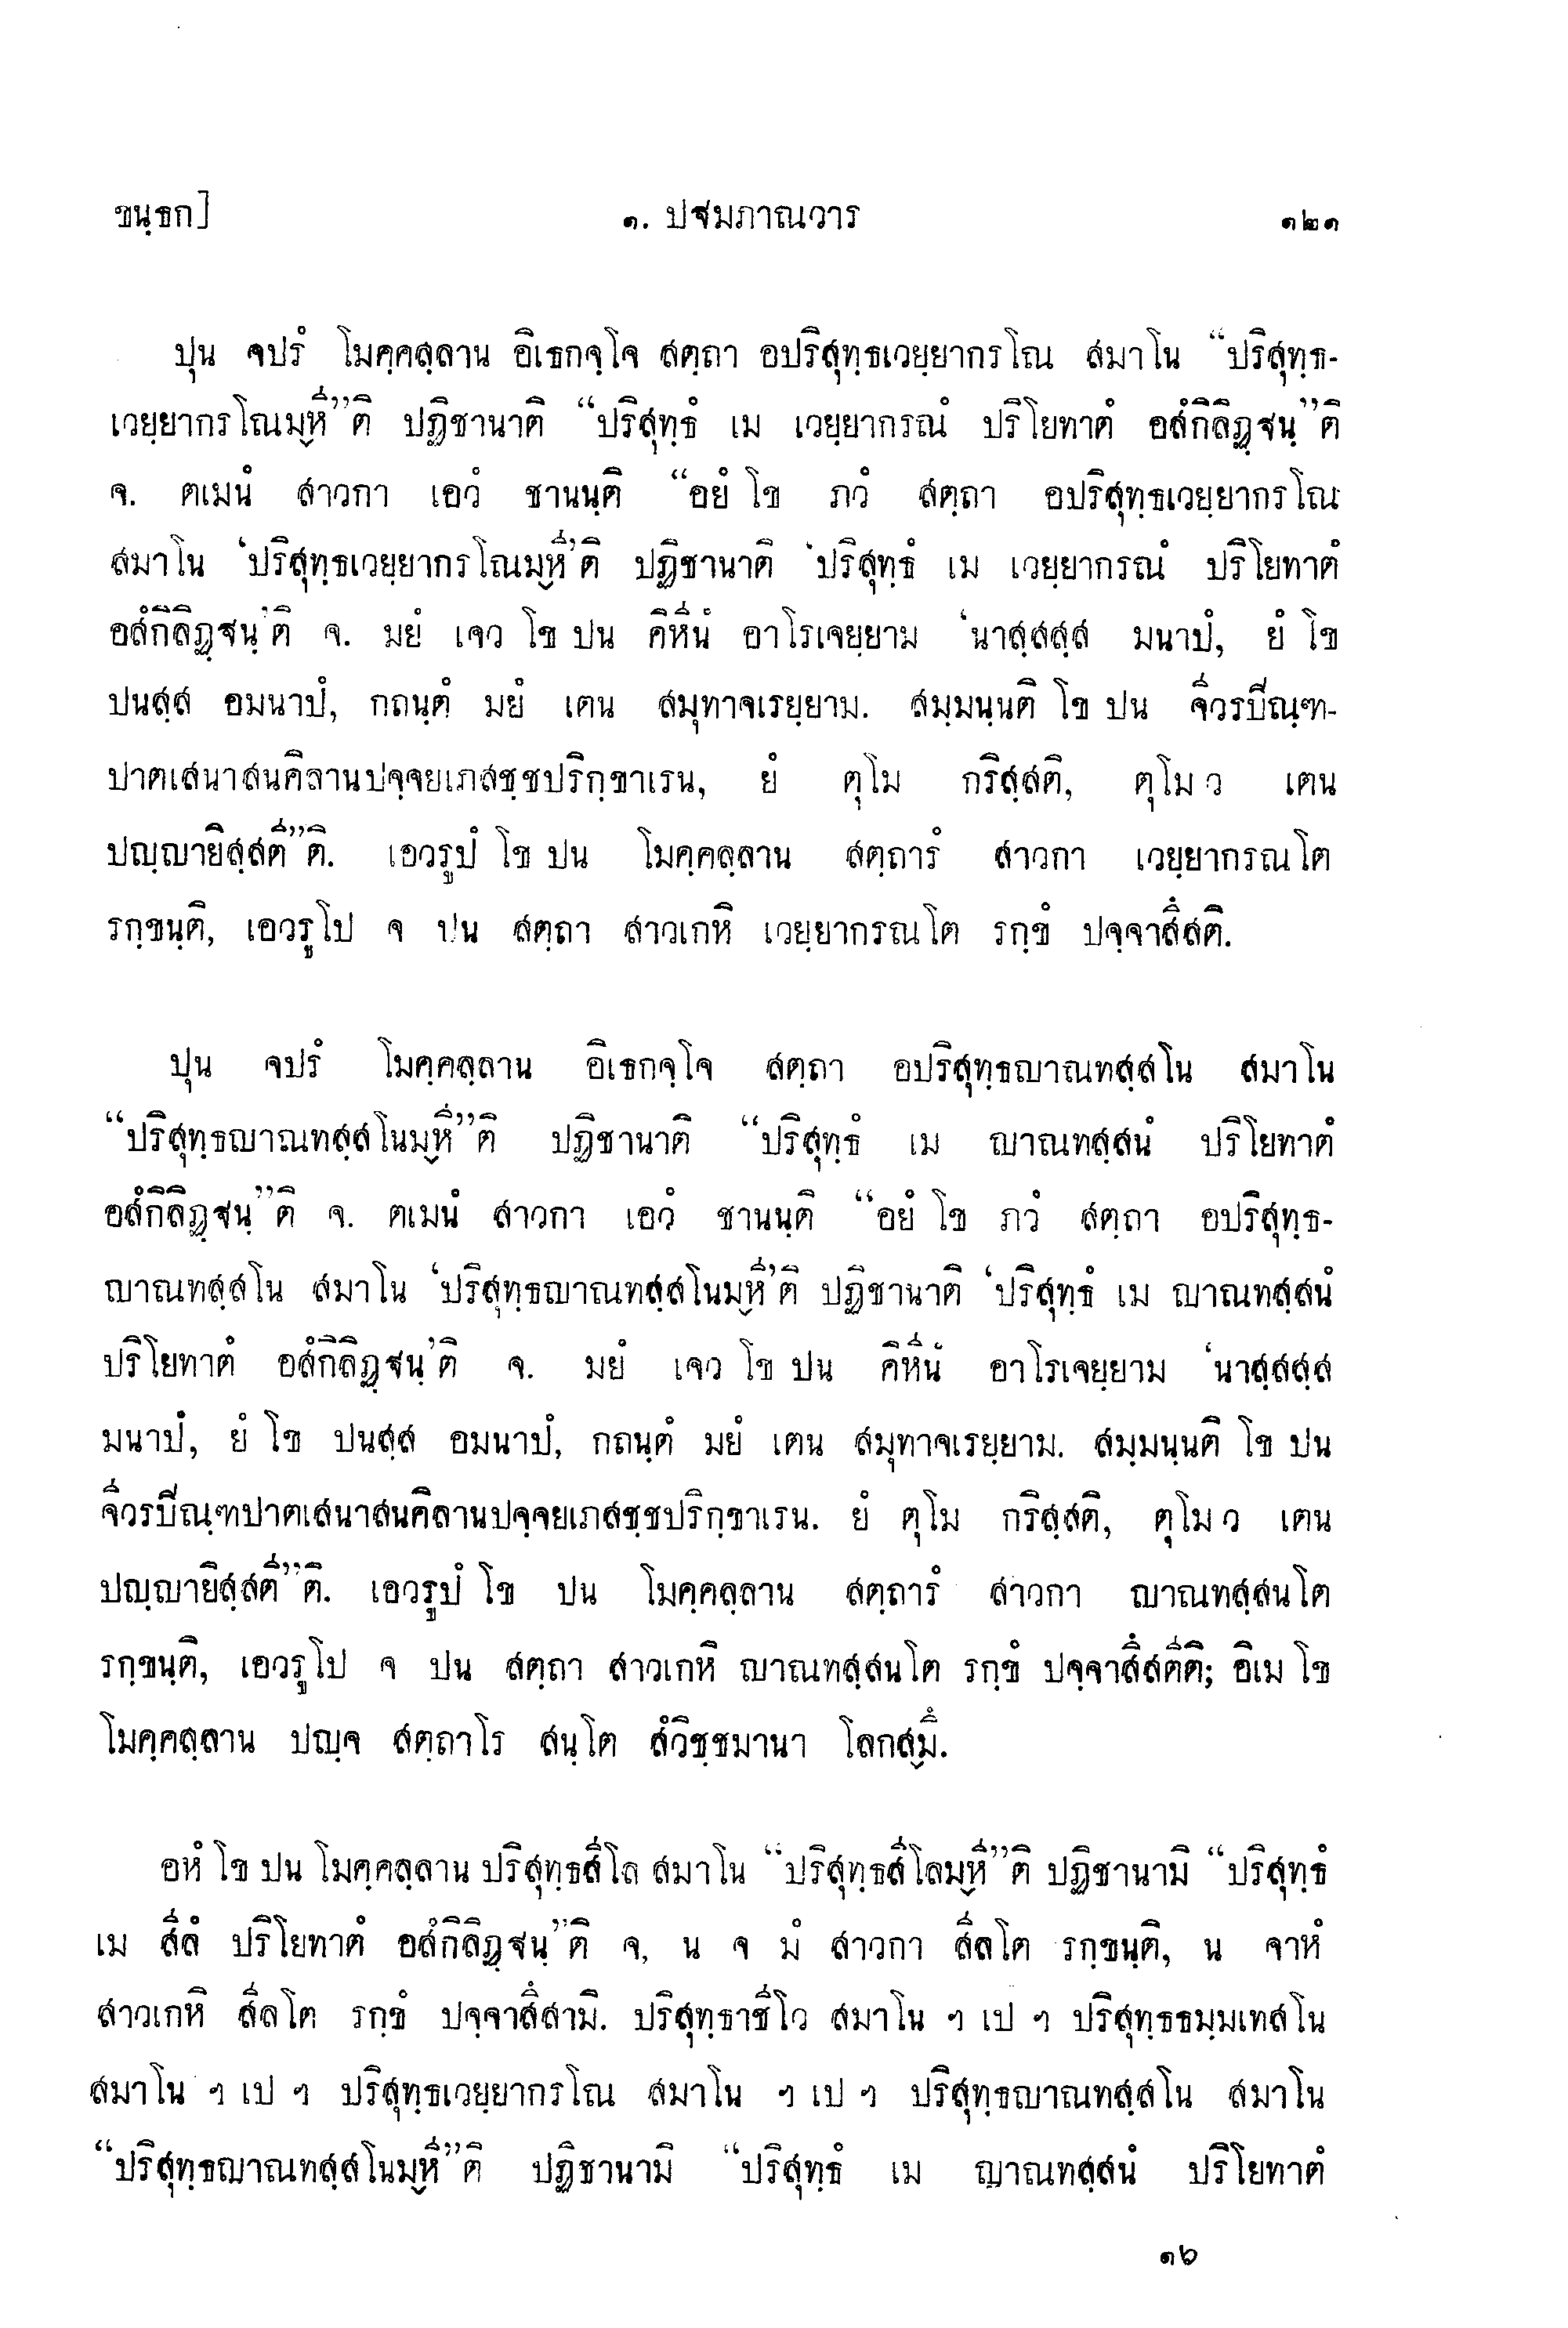 ขนฺธก]
๑. ปฐมภาณวาร
๑๒๑
ปุน จปรํ โมคฺคลฺลาน อิเธกจฺโจ สตฺถา อปริสุทฺธเวยฺยากรโณ สมาโน “ปริสุทฺธ-
เวยฺยากรโณมฺหี”ติ ปฏิชานาติ “ปริสุทฺธํ เม เวยฺยากรณํ ปริโยทาตํ อสํกิลิฏฺฐนฺ”ติ
จ. ตเมนํ สาวกา เอวํ ชานนฺติ “อยํ โข ภวํ สตฺถา อปริสุทฺธเวยฺยากรโณ
สมาโน ‘ปริสุทฺธเวยฺยากรโณมฺหี’ติ ปฏิชานาติ ‘ปริสุทฺธํ เม เวยฺยากรณํ ปริโยทาตํ
อสํกิลิฏฺฐนฺ’ติ จ. มยํ เจว โข ปน คิหีนํ อาโรเจยฺยาม ‘นาสฺสสฺส มนาปํ, ยํ โข
ปนสฺส อมนาปํ, กถนฺตํ มยํ เตน สมุทาจเรยฺยาม. สมฺมนฺนติ โข ปน จีวรปีณฺฑ-
ปาตเสนาสนคิลานปจฺจยเภสชฺชปริกฺขาเรน, ยํ ตุโม กริสฺสติ, ตุโม ว เตน
ปญฺญายิสฺสตี”ติ. เอวรูปํ โข ปน โมคฺคลฺลาน สตฺถารํ สาวกา เวยฺยากรณโต
รกฺขนฺติ, เอวรูโป จ ปน สตฺถา สาวเกหิ เวยฺยากรณโต รกฺขํ ปจฺจาสึสติ.
ปุน จปรํ โมคฺคลฺลาน อิเธกจฺโจ สตฺถา อปริสุทฺธญาณทสฺสโน สมาโน
“ปริสุทฺธญาณทสฺสโนมฺหี”ติ ปฏิชานาติ “ปริสุทฺธํ เม ญาณทสฺสนํ ปริโยทาตํ
อสํกิลิฏฺฐนฺ”ติ จ. ตเมนํ สาวกา เอวํ ชานนฺติ “อยํ โข ภวํ สตฺถา อปริสุทฺธ-
ญาณทสฺสโน สมาโน ‘ปริสุทฺธญาณทสฺสโนมฺหี’ติ ปฏิชานาติ ‘ปริสุทฺธํ เม ญาณทสฺสนํ
ปริโยทาตํ อสํกิลิฏฺฐนฺ’ติ จ. มยํ เจว โข ปน คิหีนํ อาโรเจยฺยาม ‘นาสฺสสฺส
มนาปํ, ยํ โข ปนสฺส อมนาปํ, กถนฺตํ มยํ เตน สมุทาจเรยฺยาม. สมฺมนฺนติ โข ปน
จีวรปีณฺฑปาตเสนาสนคิลานปจฺจยเภสชฺชปริกฺขาเรน. ยํ ตุโม กริสฺสติ, ตุโม ว เตน
ปญฺญายิสฺสตี”ติ. เอวรูปํ โข ปน โมคฺคลฺลาน สตฺถารํ สาวกา ญาณทสฺสนโต
รกฺขนฺติ, เอวรูโป จ ปน สตฺถา สาวเกหิ ญาณทสฺสนโต รกฺขํ ปจฺจาสึสตีติ; อิเม โข
โมคฺคลฺลาน ปญฺจ สตฺถาโร สนฺโต สํวิชฺชมานา โลกสฺมึ.
อหํ โข ปน โมคฺคลฺลาน ปริสุทฺธสีโล สมาโน “ปริสุทฺธสีโลมฺหี”ติ ปฏิชานามิ “ปริสุทฺธํ
เม สีลํ ปริโยทาตํ อสํกิลิฏฺฐนฺ”ติ จ, น จ มํ สาวกา สีลโต รกฺขนฺติ, น จาหํ
สาวเกหิ สีลโต รกฺขํ ปจฺจาสึสามิ. ปริสุทฺธาชีโว สมาโน ฯ เป ฯ ปริสุทฺธธมฺมเทสโน
สมาโน ฯ เป ฯ ปริสุทฺธเวยฺยากรโณ สมาโน ฯ เป ฯ ปริสุทฺธญาณทสฺสโน สมาโน
“ปริสุทฺธญาณทสฺสโนมฺหี”ติ ปฏิชานามิ “ปริสุทฺธํ เม ญาณทสฺสนํ ปริโยทาตํ
๑๖